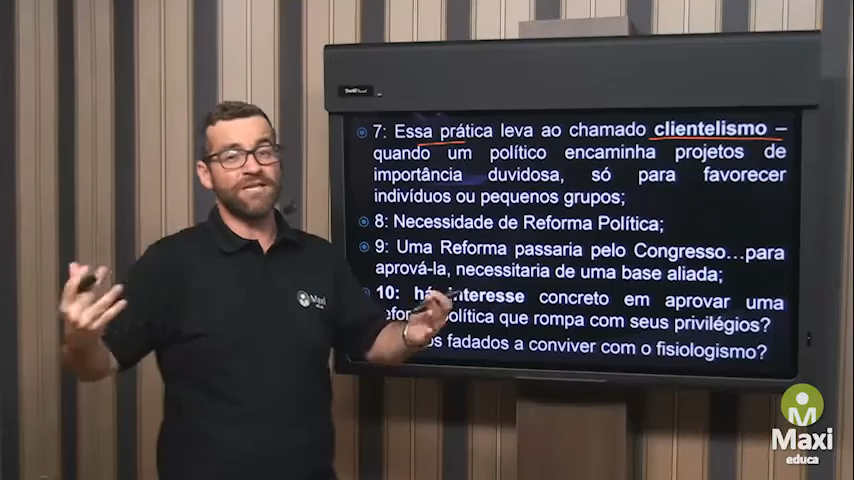 7: Essa prática leva ao chamado clientelismo –
quando um político encaminha projetos de
importância duvidosa, só para favorecer
indivíduos ou pequenos grupos;
8: Necessidade de Reforma Política;
9: Uma Reforma passaria pelo Congresso...para
aprová-la, necessitaria de uma base aliada;
10: há interesse concreto em aprovar uma
política que rompa com seus privilégios?
fadados a conviver com o fisiologismo?
Maxi
educa
Maxi
educa